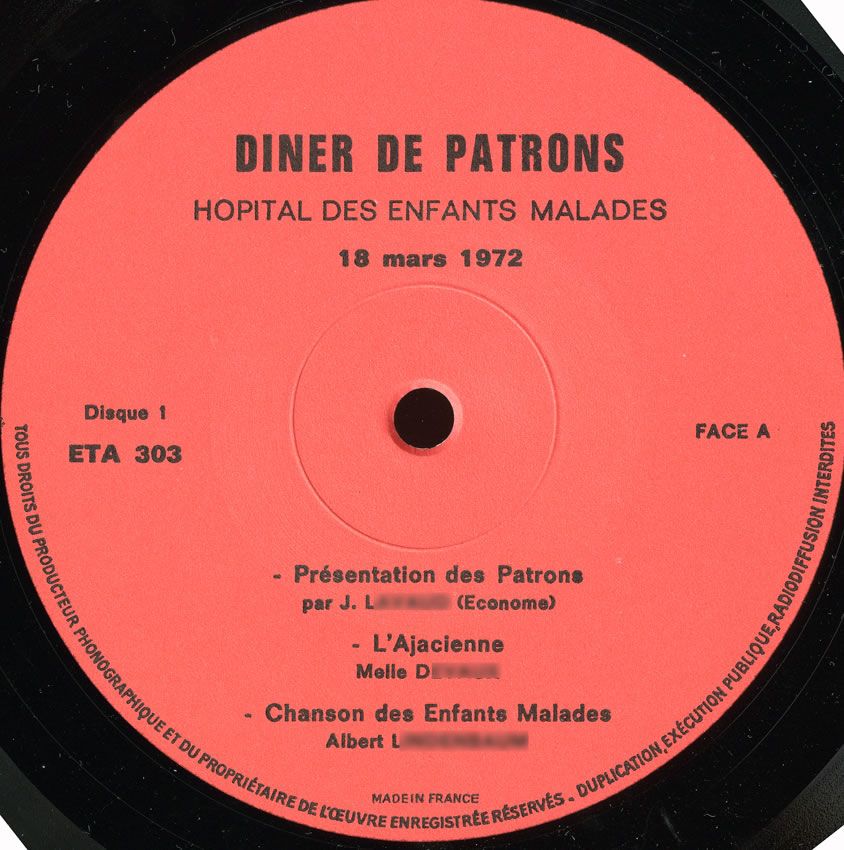 DINER DE PATRONS
HOPITAL DES ENFANTS MALADES
18 mars 1972
Disque 1
ETA 303
FACE A
- Présentation des Patrons
par J. L (Econome)
- L'Ajacienne
Melle D
- Chanson des Enfants Malades
Albert L
MADE IN FRANCE
TOUS DROITS DU PRODUCTEUR PHONOGRAPHIQUE ET DU PROPRIÉTAIRE DE L'ŒUVRE ENREGISTRÉE RÉSERVÉS - DUPLICATION, EXÉCUTION PUBLIQUE, RADIODIFFUSION INTERDITES